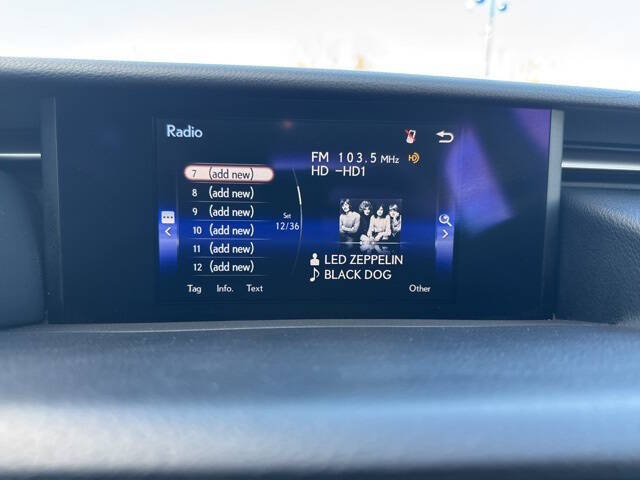 Radio
FM 103.5 MHz HD
HD -HD1
7 (add new)
8 (add new)
9 (add new)
10 (add new)
11 (add new)
12 (add new)
Set
12/36
LED ZEPPELIN
BLACK DOG
Tag Info. Text Other